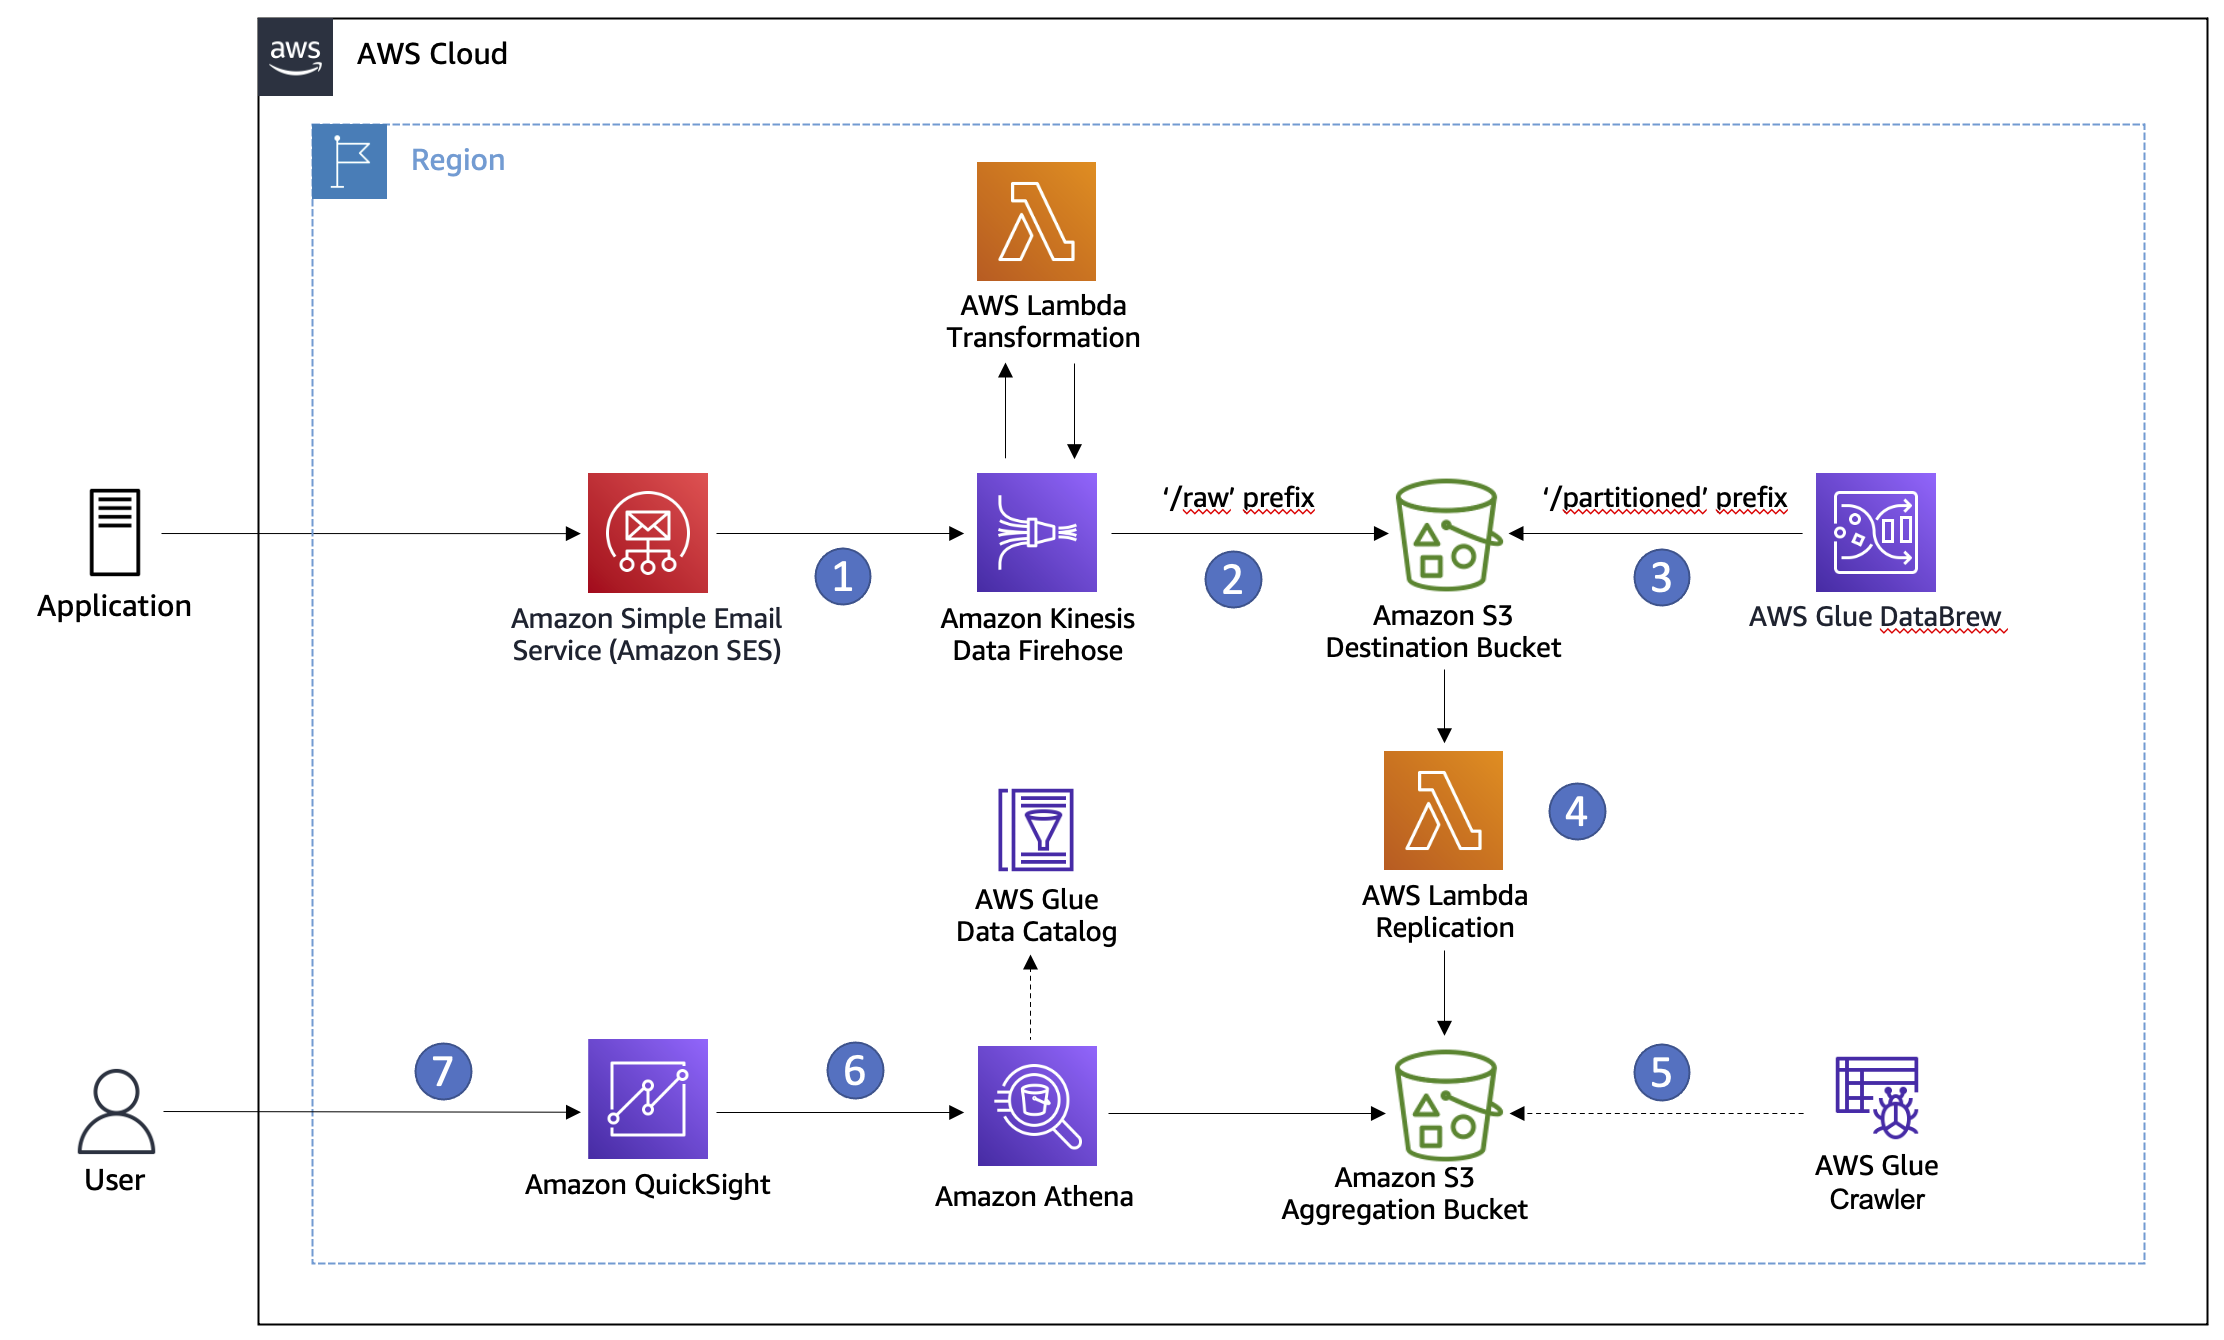 aws
AWS Cloud
Region
AWS Lambda
Transformation
Application
Amazon Simple Email
Service (Amazon SES)
1
Amazon Kinesis
Data Firehose
‘/raw’ prefix
2
Amazon S3
Destination Bucket
‘/partitioned’ prefix
3
AWS Glue DataBrew
AWS Lambda
Replication
4
AWS Glue
Data Catalog
User
7
Amazon QuickSight
6
Amazon Athena
Amazon S3
Aggregation Bucket
5
AWS Glue
Crawler